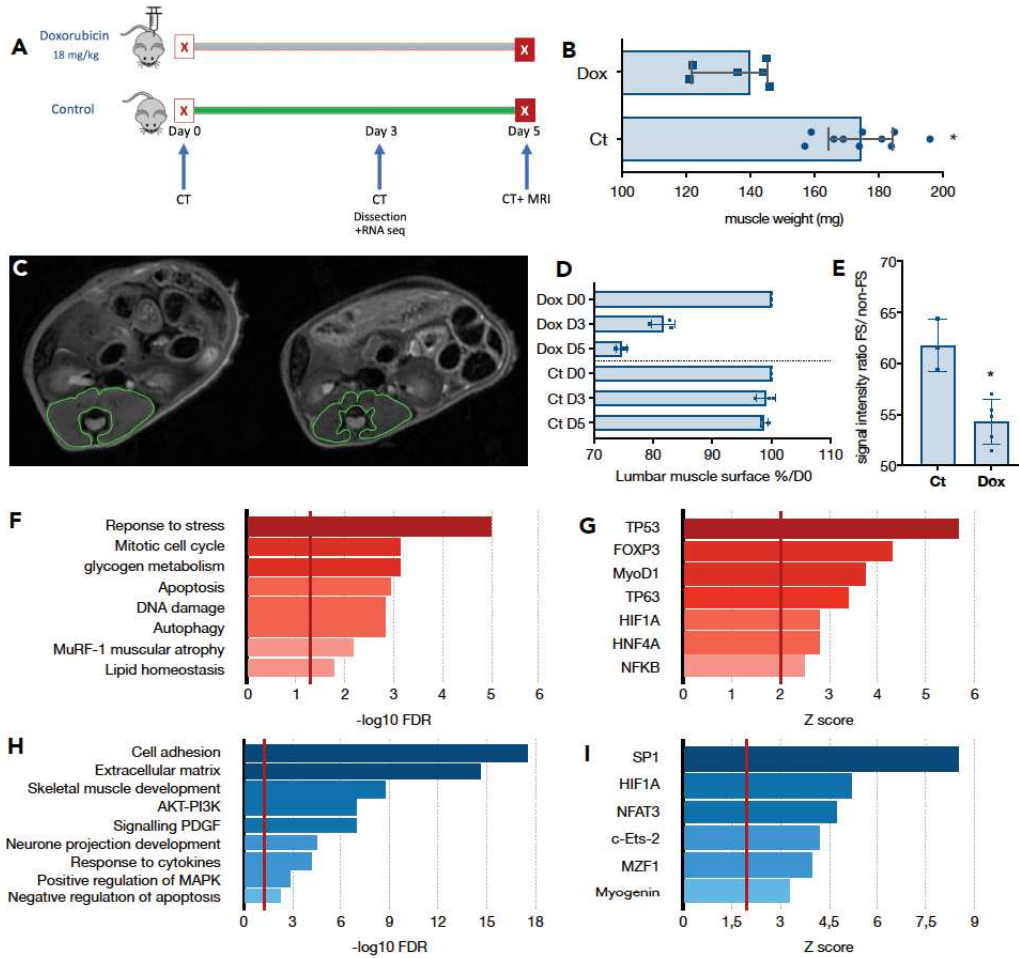 A
Doxorubicin
18 mg/kg
X
X
Control
X
X
Day 0
Day 3
Day 5
CT
CT
CT+ MRI
Dissection
+RNA seq
B
Dox
Ct
*
100
120
140
160
180
200
muscle weight (mg)
C
D
Dox D0
Dox D3
Dox D5
Ct D0
Ct D3
Ct D5
70
80
90
100
110
Lumbar muscle surface %/D0
E
signal intensity ratio FS/ non-FS
70
65
60
55
50
*
Ct
Dox
F
Reponse to stress
Mitotic cell cycle
glycogen metabolism
Apoptosis
DNA damage
Autophagy
MuRF-1 muscular atrophy
Lipid homeostasis
0
1
2
3
4
5
6
-log10 FDR
G
TP53
FOXP3
MyoD1
TP63
HIF1A
HNF4A
NFKB
0
1
2
3
4
5
6
Z score
H
Cell adhesion
Extracellular matrix
Skeletal muscle development
AKT-PI3K
Signalling PDGF
Neurone projection development
Response to cytokines
Positive regulation of MAPK
Negative regulation of apoptosis
0
3
6
9
12
15
18
-log10 FDR
I
SP1
HIF1A
NFAT3
c-Ets-2
MZF1
Myogenin
0
1,5
3
4,5
6
7,5
9
Z score